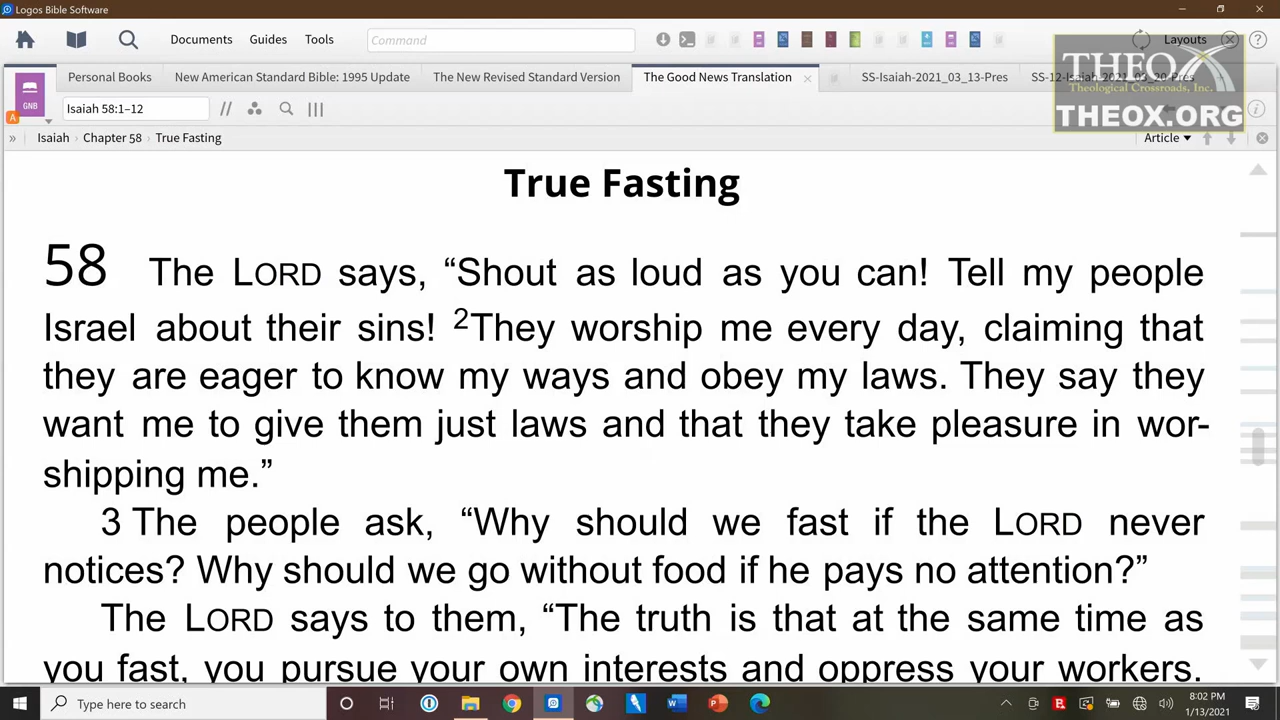 Logos Bible Software
Documents Guides Tools Command Layouts
THEOX
Theological Crossroads, Inc.
THEOX.ORG
Personal Books New American Standard Bible: 1995 Upda The New Revised Standard Version The Good News Translation SS-Isaiah-2021_03_13-Pres SS-12-Isaiah-2021_03_20-Pres
GNB
A
Isaiah 58:1–12
Isaiah › Chapter 58 › True Fasting Article
True Fasting
58 The LORD says, “Shout as loud as you can! Tell my people
Israel about their sins! 2They worship me every day, claiming that
they are eager to know my ways and obey my laws. They say they
want me to give them just laws and that they take pleasure in wor-
shipping me.”
3 The people ask, “Why should we fast if the LORD never
notices? Why should we go without food if he pays no attention?”
The LORD says to them, “The truth is that at the same time as
you fast, you pursue your own interests and oppress your workers.
Type here to search
8:02 PM
1/13/2021